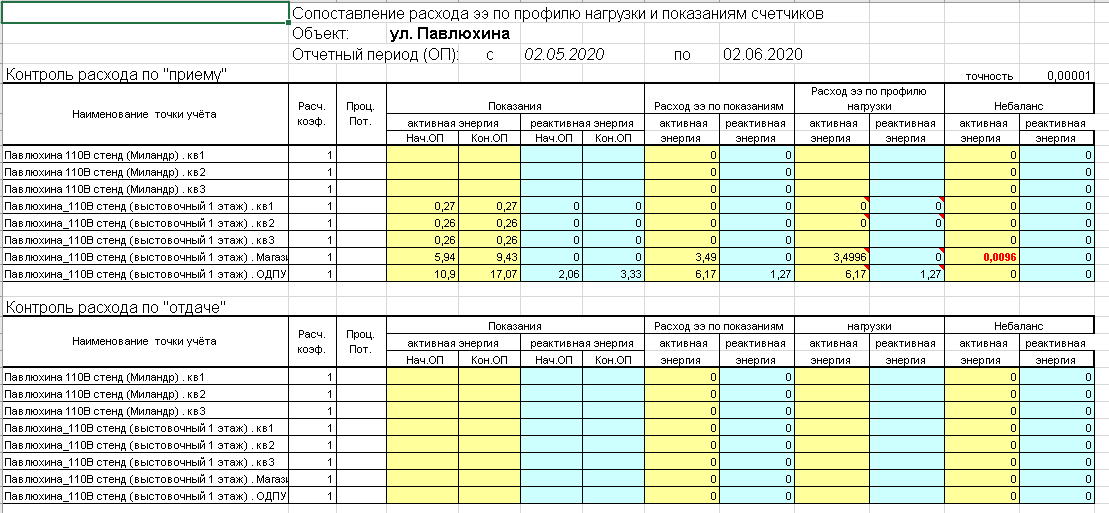 Сопоставление расхода ээ по профилю нагрузки и показаниям счетчиков
Объект: ул. Павлюхина
Отчетный период (ОП): с 02.05.2020 по 02.06.2020
Контроль расхода по "приему" точность 0,00001
Наименование точки учёта Расч. коэф. Проц. Пот. Показания Расход ээ по показаниям Расход ээ по профилю нагрузки Небаланс
активная энергия реактивная энергия активная энергия реактивная энергия активная энергия реактивная энергия активная энергия реактивная энергия
Нач.ОП Кон.ОП Нач.ОП Кон.ОП
Павлюхина 110В стенд (Миландр) . кв1 1 0 0 0 0
Павлюхина 110В стенд (Миландр) . кв2 1 0 0 0 0
Павлюхина 110В стенд (Миландр) . кв3 1 0 0 0 0
Павлюхина_110В стенд (выстовочный 1 этаж) . кв1 1 0,27 0,27 0 0 0 0 0 0 0 0
Павлюхина_110В стенд (выстовочный 1 этаж) . кв2 1 0,26 0,26 0 0 0 0 0 0 0 0
Павлюхина_110В стенд (выстовочный 1 этаж) . кв3 1 0,26 0,26 0 0 0 0 0 0
Павлюхина_110В стенд (выстовочный 1 этаж) . Магази 1 5,94 9,43 0 0 3,49 0 3,4996 0 0,0096 0
Павлюхина_110В стенд (выстовочный 1 этаж) . ОДПУ 1 10,9 17,07 2,06 3,33 6,17 1,27 6,17 1,27 0 0
Контроль расхода по "отдаче"
Наименование точки учёта Расч. коэф. Проц. Пот. Показания Расход ээ по показаниям нагрузки Небаланс
активная энергия реактивная энергия активная энергия реактивная энергия активная энергия реактивная энергия активная энергия реактивная энергия
Нач.ОП Кон.ОП Нач.ОП Кон.ОП
Павлюхина 110В стенд (Миландр) . кв1 1 0 0 0 0
Павлюхина 110В стенд (Миландр) . кв2 1 0 0 0 0
Павлюхина 110В стенд (Миландр) . кв3 1 0 0 0 0
Павлюхина_110В стенд (выстовочный 1 этаж) . кв1 1 0 0 0 0
Павлюхина_110В стенд (выстовочный 1 этаж) . кв2 1 0 0 0 0
Павлюхина_110В стенд (выстовочный 1 этаж) . кв3 1 0 0 0 0
Павлюхина_110В стенд (выстовочный 1 этаж) . Магази 1 0 0 0 0
Павлюхина_110В стенд (выстовочный 1 этаж) . ОДПУ 1 0 0 0 0